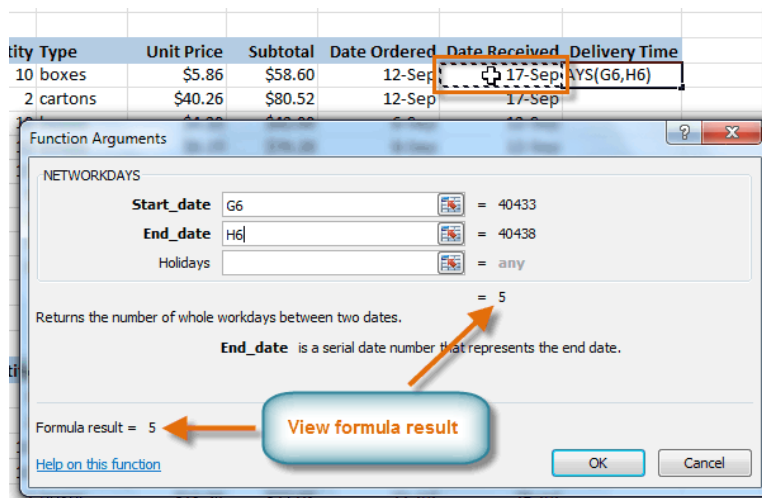 tity Type Unit Price Subtotal Date Ordered Date Received Delivery Time
10 boxes $5.86 $58.60 12-Sep 17-Sep AYS(G6,H6)
2 cartons $40.26 $80.52 12-Sep 17-Sep
Function Arguments
NETWORKDAYS
Start_date G6 = 40433
End_date H6 = 40438
Holidays = any
= 5
Returns the number of whole workdays between two dates.
End_date is a serial date number that represents the end date.
View formula result
Formula result = 5
Help on this function OK Cancel